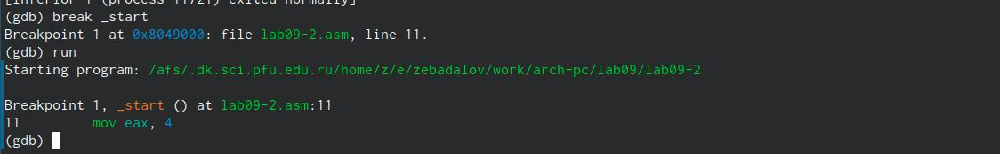 [Inferior 1 (process 11721) exited normally]
(gdb) break _start
Breakpoint 1 at 0x8049000: file lab09-2.asm, line 11.
(gdb) run
Starting program: /afs/.dk.sci.pfu.edu.ru/home/z/e/zebadalov/work/arch-pc/lab09/lab09-2
Breakpoint 1, _start () at lab09-2.asm:11
11 mov eax, 4
(gdb)